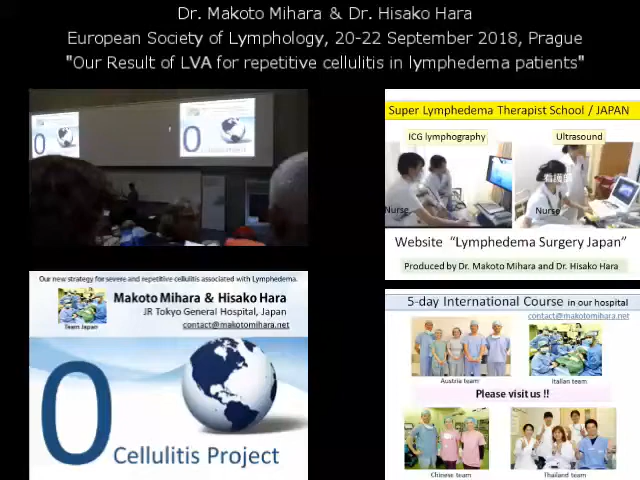 Dr. Makoto Mihara & Dr. Hisako Hara
European Society of Lymphology, 20-22 September 2018, Prague
"Our Result of LVA for repetitive cellulitis in lymphedema patients"
0
0
Super Lymphedema Therapist School / JAPAN
ICG lymphography
Ultrasound
看護師
Nurse
Nurse
Website "Lymphedema Surgery Japan"
Produced by Dr. Makoto Mihara and Dr. Hisako Hara
Our new strategy for severe and repetitive cellulitis associated with Lymphedema.
Team Japan
Makoto Mihara & Hisako Hara
JR Tokyo General Hospital, Japan
contact@makotomihara.net
0 Cellulitis Project
5-day International Course in our hospital
contact@makotomihara.net
Austria team
Italian team
Please visit us !!
Chinese team
Thailand team